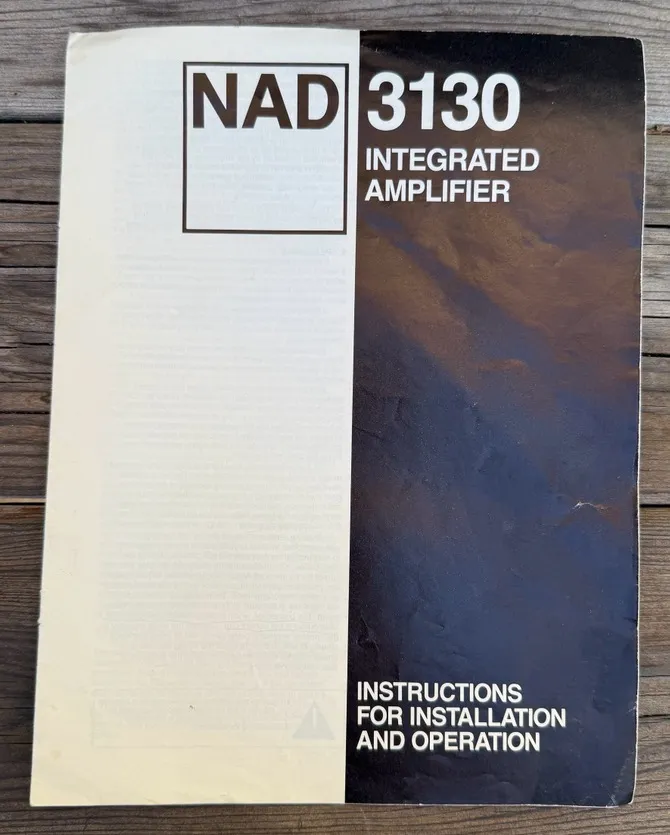 NAD
3130
INTEGRATED
AMPLIFIER
INSTRUCTIONS
FOR INSTALLATION
AND OPERATION